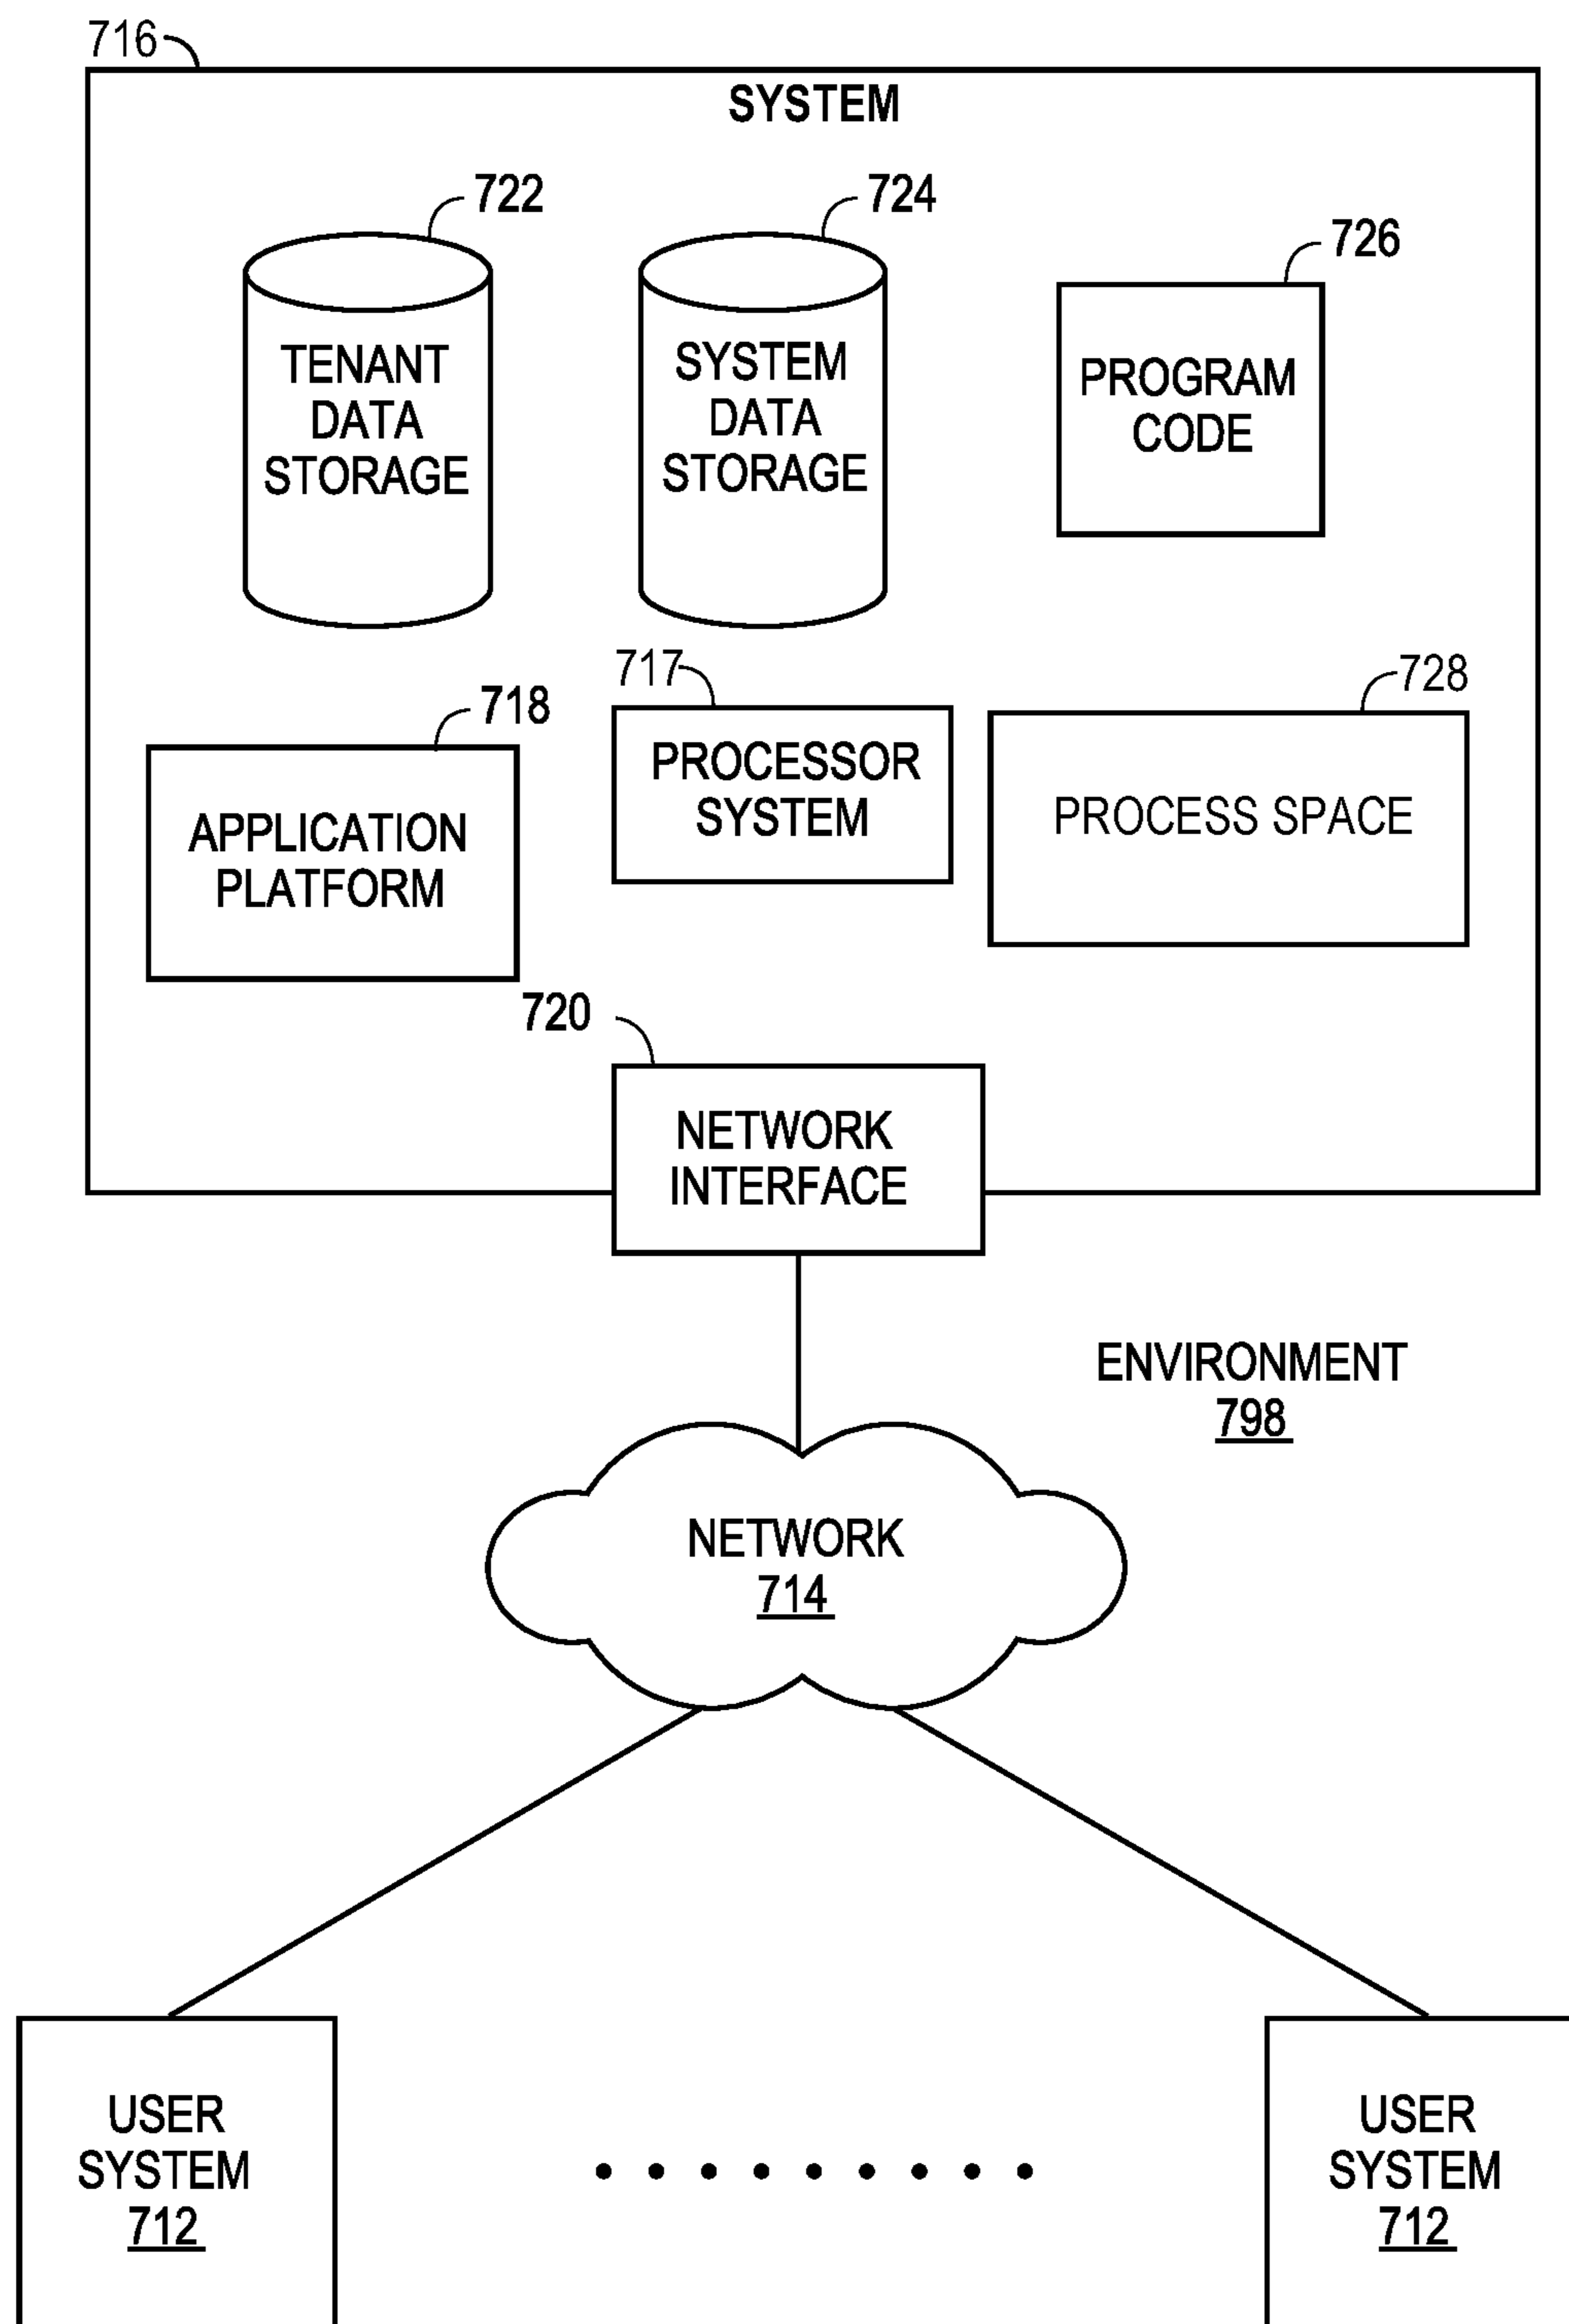 716
SYSTEM
722
724
726
TENANT
DATA
STORAGE
SYSTEM
DATA
STORAGE
PROGRAM
CODE
718
717
728
APPLICATION
PLATFORM
PROCESSOR
SYSTEM
PROCESS SPACE
720
NETWORK
INTERFACE
ENVIRONMENT
798
NETWORK
714
USER
SYSTEM
712
USER
SYSTEM
712